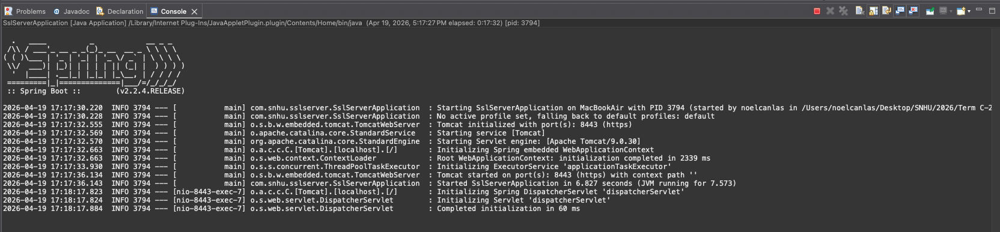 Problems @ Javadoc Declaration Console
SslServerApplication [Java Application] /Library/Internet Plug-Ins/JavaAppletPlugin.plugin/Contents/Home/bin/java (Apr 19, 2026, 5:17:27 PM elapsed: 0:17:32) [pid: 3794]
  .   ____          _            __ _ _
 /\\ / ___'_ __ _ _(_)_ __  __ _ \ \ \ \
( ( )\___ | '_ | '_| | '_ \/ _` | \ \ \ \
 \\/  ___)| |_)| | | | | || (_| |  ) ) ) )
  '  |____| .__|_| |_|_| |_\__, | / / / /
 =========|_|==============|___/=/_/_/_/
 :: Spring Boot ::        (v2.2.4.RELEASE)
2026-04-19 17:17:30.220  INFO 3794 --- [           main] com.snhu.sslserver.SslServerApplication  : Starting SslServerApplication on MacBookAir with PID 3794 (started by noelcanlas in /Users/noelcanlas/Desktop/SNHU/2026/Term C-2
2026-04-19 17:17:30.228  INFO 3794 --- [           main] com.snhu.sslserver.SslServerApplication  : No active profile set, falling back to default profiles: default
2026-04-19 17:17:32.555  INFO 3794 --- [           main] o.s.b.w.embedded.tomcat.TomcatWebServer  : Tomcat initialized with port(s): 8443 (https)
2026-04-19 17:17:32.569  INFO 3794 --- [           main] o.apache.catalina.core.StandardService   : Starting service [Tomcat]
2026-04-19 17:17:32.570  INFO 3794 --- [           main] org.apache.catalina.core.StandardEngine  : Starting Servlet engine: [Apache Tomcat/9.0.30]
2026-04-19 17:17:32.663  INFO 3794 --- [           main] o.a.c.c.C.[Tomcat].[localhost].[/]       : Initializing Spring embedded WebApplicationContext
2026-04-19 17:17:32.663  INFO 3794 --- [           main] o.s.web.context.ContextLoader            : Root WebApplicationContext: initialization completed in 2339 ms
2026-04-19 17:17:33.930  INFO 3794 --- [           main] o.s.s.concurrent.ThreadPoolTaskExecutor  : Initializing ExecutorService 'applicationTaskExecutor'
2026-04-19 17:17:36.134  INFO 3794 --- [           main] o.s.b.w.embedded.tomcat.TomcatWebServer  : Tomcat started on port(s): 8443 (https) with context path ''
2026-04-19 17:17:36.143  INFO 3794 --- [           main] com.snhu.sslserver.SslServerApplication  : Started SslServerApplication in 6.827 seconds (JVM running for 7.573)
2026-04-19 17:18:17.823  INFO 3794 --- [nio-8443-exec-7] o.a.c.c.C.[Tomcat].[localhost].[/]       : Initializing Spring DispatcherServlet 'dispatcherServlet'
2026-04-19 17:18:17.824  INFO 3794 --- [nio-8443-exec-7] o.s.web.servlet.DispatcherServlet        : Initializing Servlet 'dispatcherServlet'
2026-04-19 17:18:17.884  INFO 3794 --- [nio-8443-exec-7] o.s.web.servlet.DispatcherServlet        : Completed initialization in 60 ms